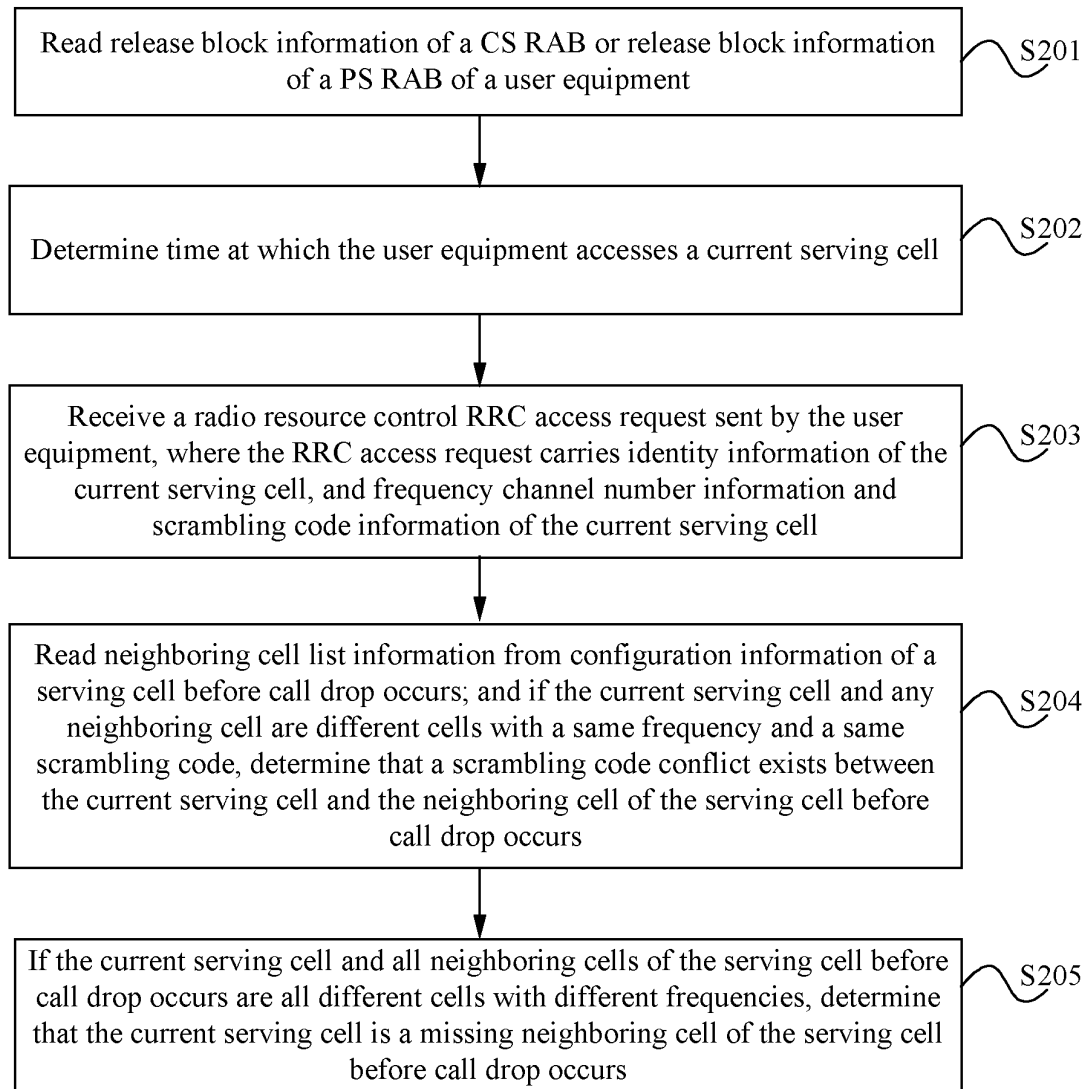 Read release block information of a CS RAB or release block information
of a PS RAB of a user equipment
S201
Determine time at which the user equipment accesses a current serving cell
S202
Receive a radio resource control RRC access request sent by the user
equipment, where the RRC access request carries identity information of the
current serving cell, and frequency channel number information and
scrambling code information of the current serving cell
S203
Read neighboring cell list information from configuration information of a
serving cell before call drop occurs; and if the current serving cell and any
neighboring cell are different cells with a same frequency and a same
scrambling code, determine that a scrambling code conflict exists between
the current serving cell and the neighboring cell of the serving cell before
call drop occurs
S204
If the current serving cell and all neighboring cells of the serving cell before
call drop occurs are all different cells with different frequencies, determine
that the current serving cell is a missing neighboring cell of the serving cell
before call drop occurs
S205